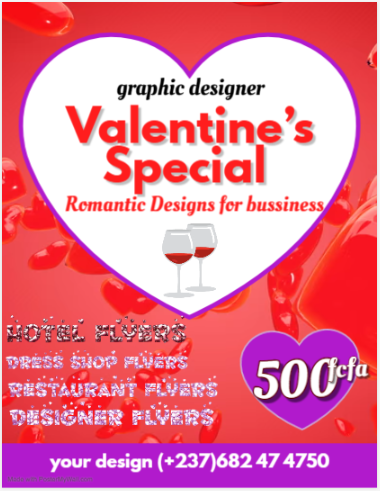 graphic designer
Valentine's
Special
Romantic Designs for bussiness
HOTEL FLYERS
DRESS SHOP FLYERS
RESTAURANT FLYERS
DESIGNER FLYERS
500fcfa
your design (+237)682 47 4750